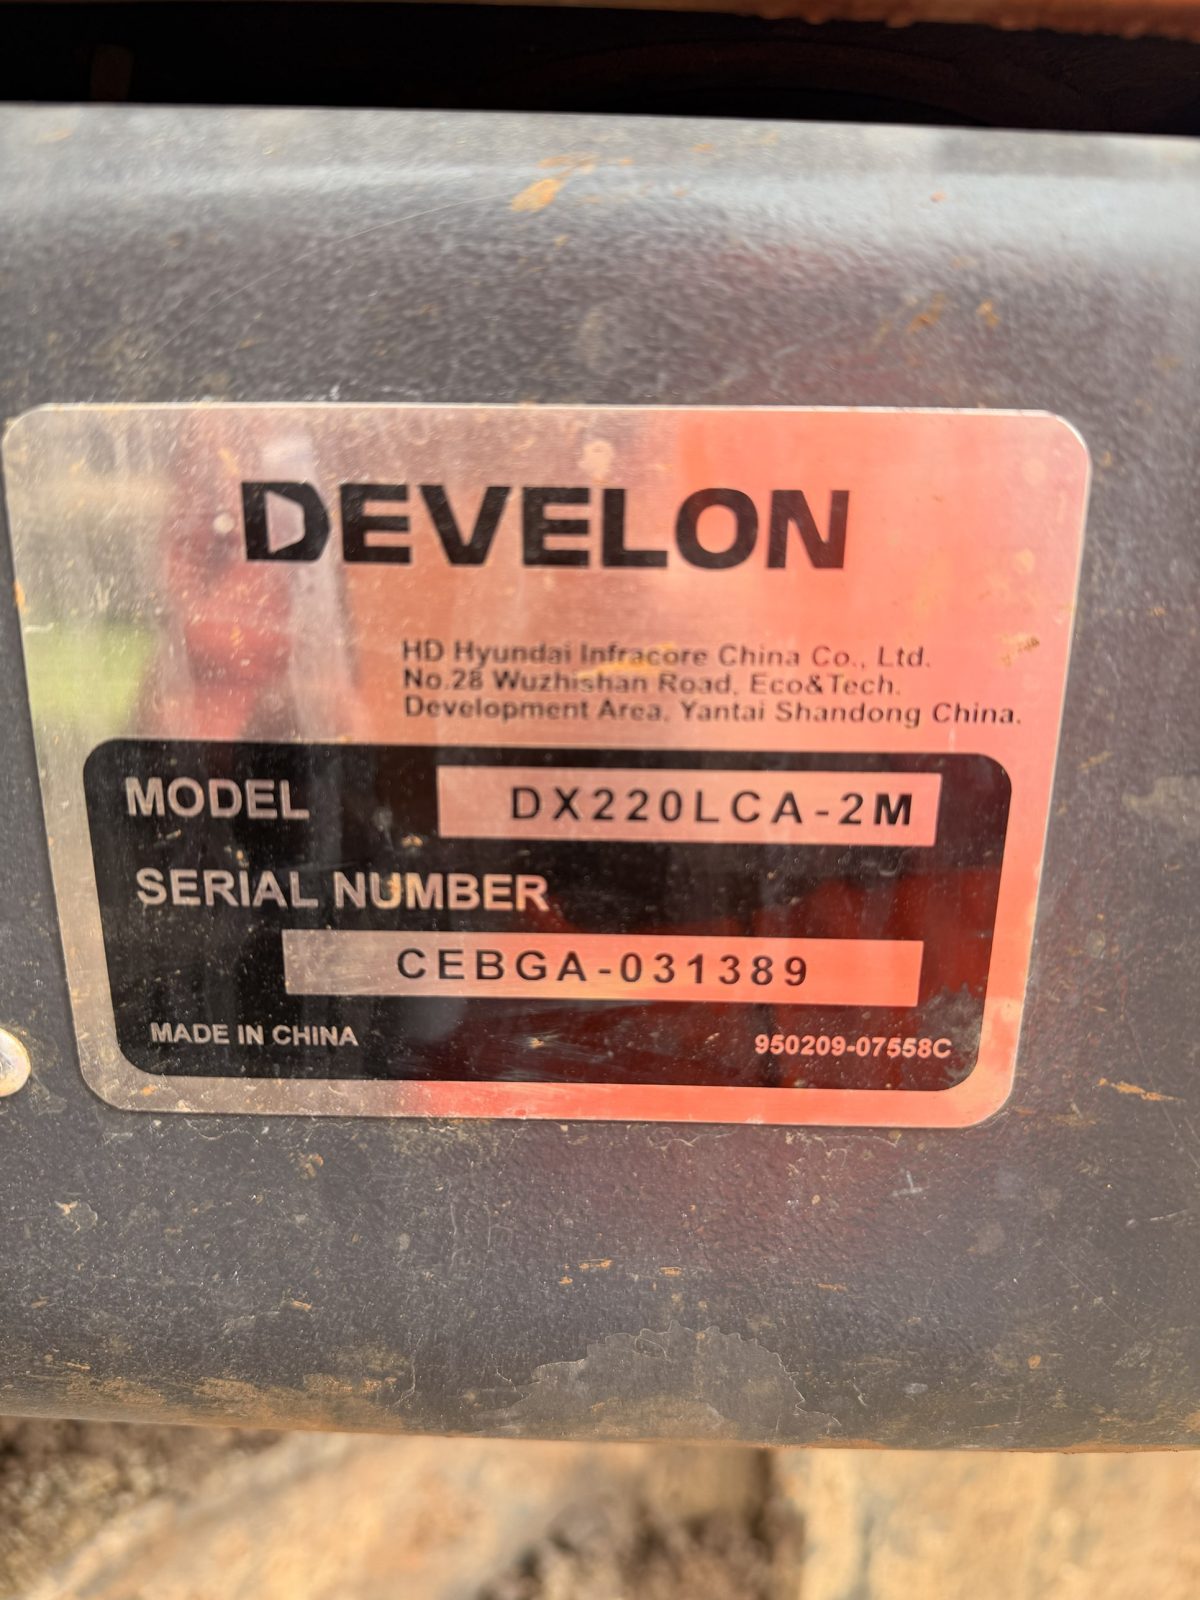 DEVELON
HD Hyundai Infracore China Co., Ltd.
No.28 Wuzhishan Road, Eco&Tech.
Development Area, Yantai Shandong China.
MODEL DX220LCA-2M
SERIAL NUMBER
CEBGA-031389
MADE IN CHINA 950209-07558C